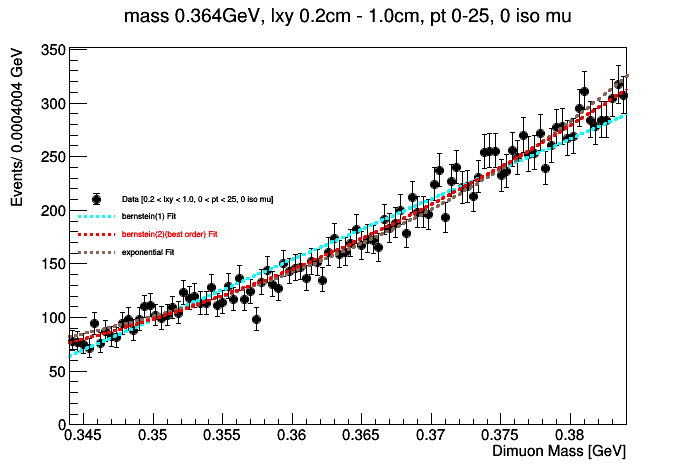 mass 0.364GeV, lxy 0.2cm - 1.0cm, pt 0-25, 0 iso mu
Events/ 0.0004004 GeV
350
300
250
200
150
100
50
0
Data [0.2 < lxy < 1.0, 0 < pt < 25, 0 iso mu]
bernstein(1) Fit
bernstein(2)(best order) Fit
exponential Fit
0.345 0.35 0.355 0.36 0.365 0.37 0.375 0.38
Dimuon Mass [GeV]